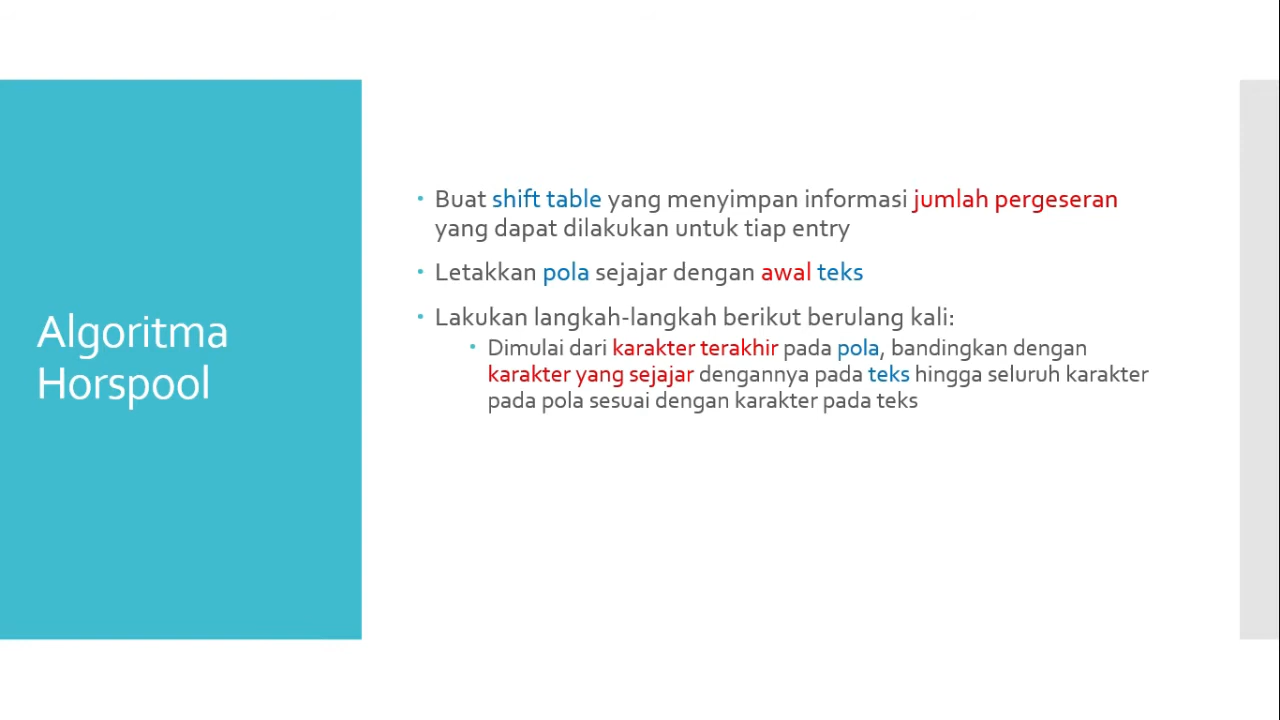 Algoritma
Horspool
• Buat shift table yang menyimpan informasi jumlah pergeseran
yang dapat dilakukan untuk tiap entry
• Letakkan pola sejajar dengan awal teks
• Lakukan langkah-langkah berikut berulang kali:
• Dimulai dari karakter terakhir pada pola, bandingkan dengan
karakter yang sejajar dengannya pada teks hingga seluruh karakter
pada pola sesuai dengan karakter pada teks